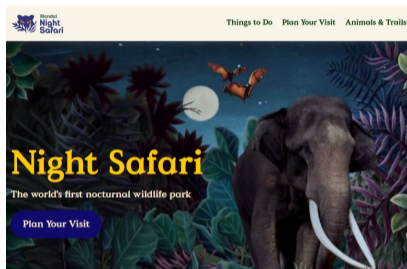 Mandai
Night
Safari
Things to Do
Plan Your Visit
Animals & Trails
Night Safari
The world's first nocturnal wildlife park
Plan Your Visit